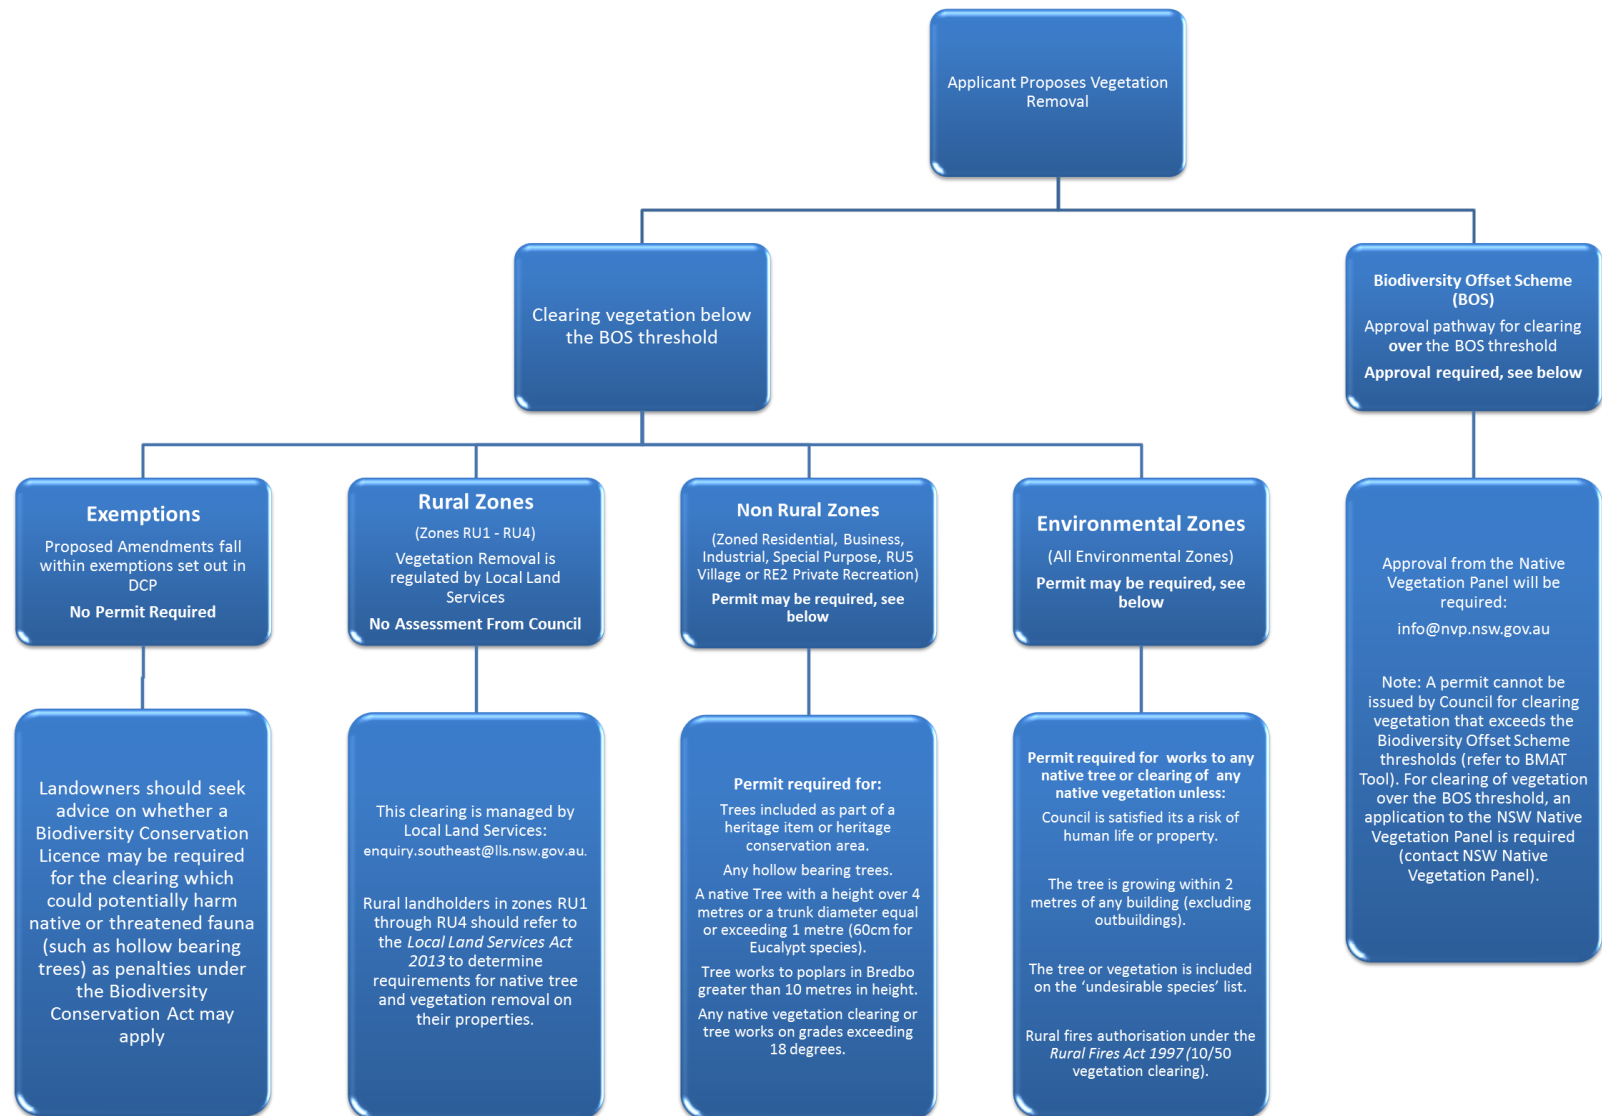 Applicant Proposes Vegetation
Removal
Clearing vegetation below
the BOS threshold
Biodiversity Offset Scheme
(BOS)
Approval pathway for clearing
over the BOS threshold
Approval required, see below
Exemptions
Proposed Amendments fall
within exemptions set out in
DCP
No Permit Required
Rural Zones
(Zones RU1 - RU4)
Vegetation Removal is
regulated by Local Land
Services
No Assessment From Council
Non Rural Zones
(Zoned Residential, Business,
Industrial, Special Purpose, RU5
Village or RE2 Private Recreation)
Permit may be required, see
below
Environmental Zones
(All Environmental Zones)
Permit may be required, see
below
Landowners should seek
advice on whether a
Biodiversity Conservation
Licence may be required
for the clearing which
could potentially harm
native or threatened fauna
(such as hollow bearing
trees) as penalties under
the Biodiversity
Conservation Act may
apply
This clearing is managed by
Local Land Services:
enquiry.southeast@lls.nsw.gov.au.
Rural landholders in zones RU1
through RU4 should refer to
the Local Land Services Act
2013 to determine
requirements for native tree
and vegetation removal on
their properties.
Permit required for:
Trees included as part of a
heritage item or heritage
conservation area.
Any hollow bearing trees.
A native Tree with a height over 4
metres or a trunk diameter equal
or exceeding 1 metre (60cm for
Eucalypt species).
Tree works to poplars in Bredbo
greater than 10 metres in height.
Any native vegetation clearing or
tree works on grades exceeding
18 degrees.
Permit required for works to any
native tree or clearing of any
native vegetation unless:
Council is satisfied its a risk of
human life or property.
The tree is growing within 2
metres of any building (excluding
outbuildings).
The tree or vegetation is included
on the ‘undesirable species’ list.
Rural fires authorisation under the
Rural Fires Act 1997 (10/50
vegetation clearing).
Approval from the Native
Vegetation Panel will be
required:
info@nvp.nsw.gov.au
Note: A permit cannot be
issued by Council for clearing
vegetation that exceeds the
Biodiversity Offset Scheme
thresholds (refer to BMAT
Tool). For clearing of vegetation
over the BOS threshold, an
application to the NSW Native
Vegetation Panel is required
(contact NSW Native
Vegetation Panel).